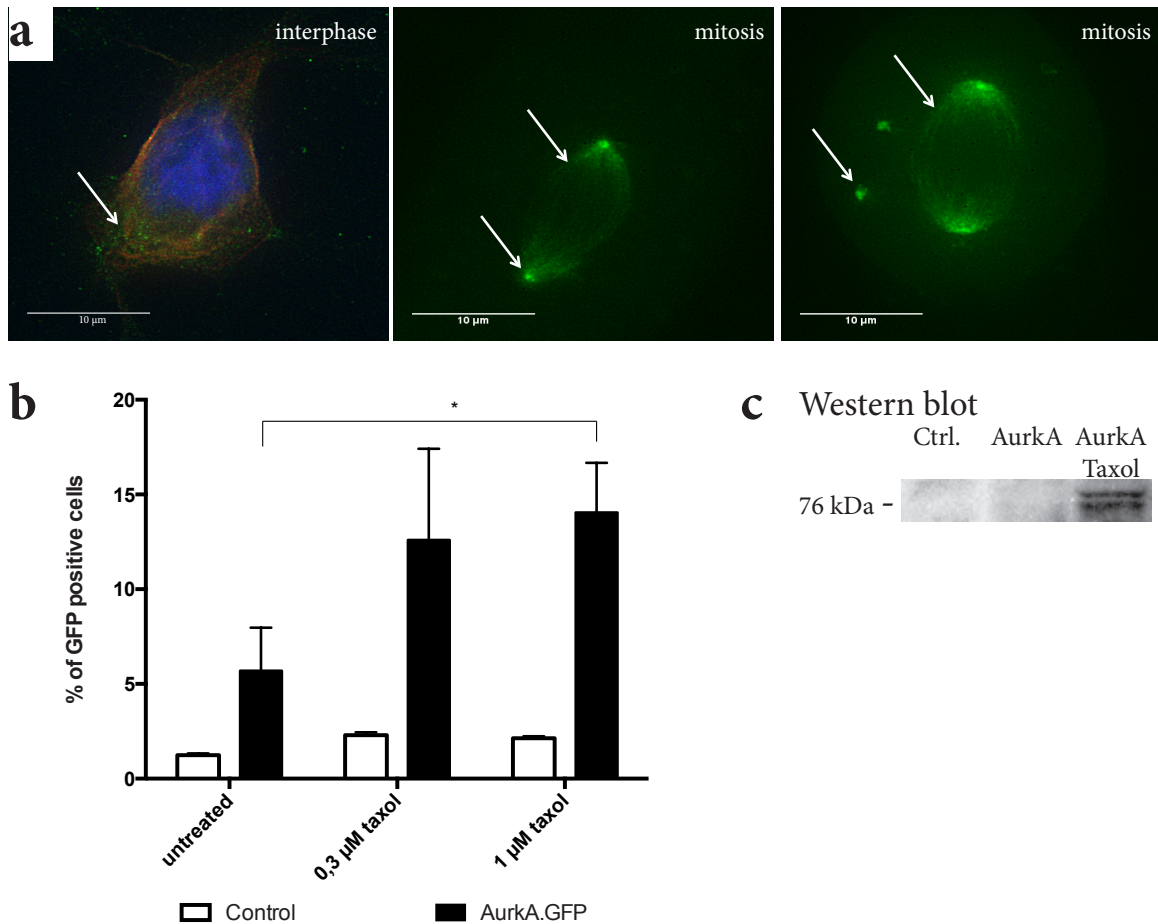 a
interphase
mitosis
mitosis
10 µm
10 µm
10 µm
b
20
15
10
5
0
% of GFP positive cells
*
untreated
0,3 µM taxol
1 µM taxol
Control
AurkA.GFP
c
Western blot
Ctrl. AurkA AurkA
Taxol
76 kDa -